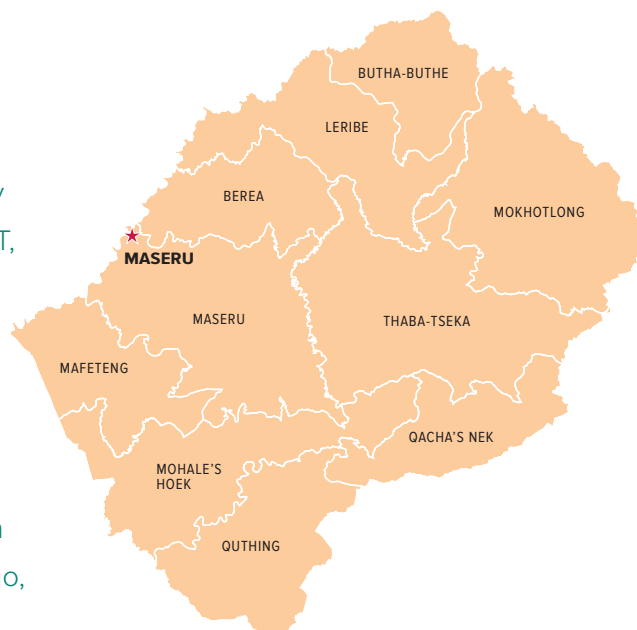 BUTHA-BUTHE
LERIBE
BEREA
MOKHOTLONG
T,
MASERU
MASERU
THABA-TSEKA
MAFETENG
QACHA'S NEK
MOHALE'S
HOEK
QUTHING